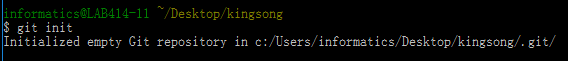 informatics@LAB414-11 ~/Desktop/kingsong
$ git init
Initialized empty Git repository in c:/Users/informatics/Desktop/kingsong/.git/